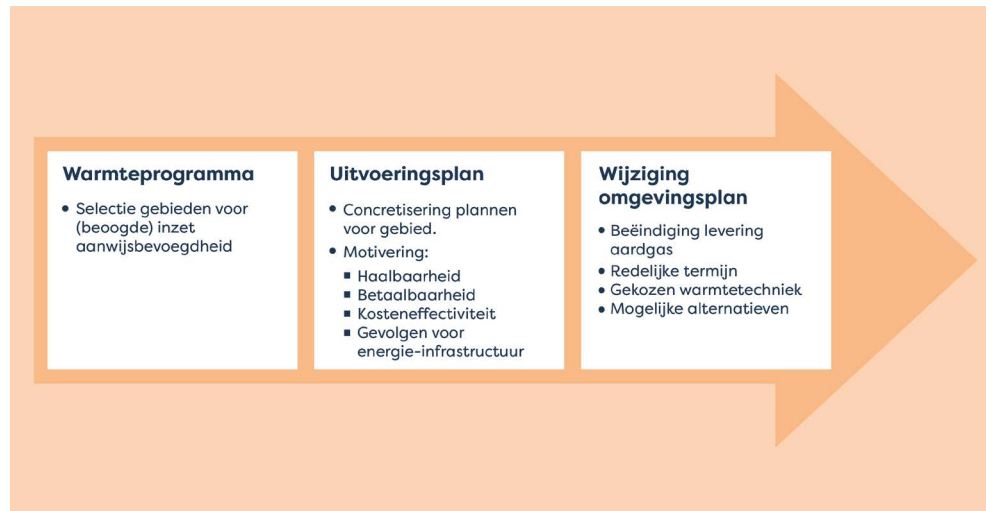 Warmteprogramma
• Selectie gebieden voor
(beoogde) inzet
aanwijsbevoegdheid
Uitvoeringsplan
• Concretisering plannen
voor gebied.
• Motivering:
▪ Haalbaarheid
▪ Betaalbaarheid
▪ Kosteneffectiviteit
▪ Gevolgen voor
energie-infrastructuur
Wijziging
omgevingsplan
• Beëindiging levering
aardgas
• Redelijke termijn
• Gekozen warmtetechniek
• Mogelijke alternatieven